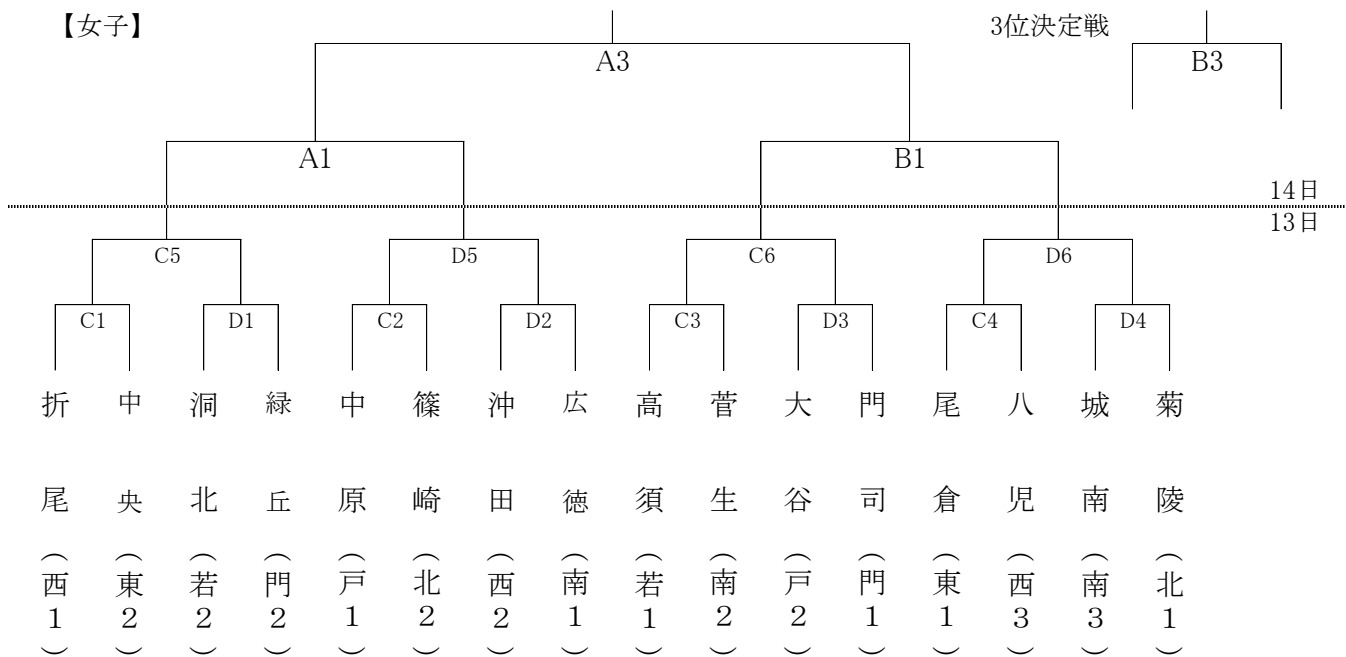 【女子】
3位決定戦
A3
B3
A1
B1
14日
13日
C5
D5
C6
D6
C1
D1
C2
D2
C3
D3
C4
D4
折尾（西1）
中央（東2）
洞北（若2）
緑丘（門2）
中原（戸1）
篠崎（北2）
沖田（西2）
広徳（南1）
高須（若1）
菅生（南2）
大谷（戸2）
門司（門1）
尾倉（東1）
八児（西3）
城南（南3）
菊陵（北1）